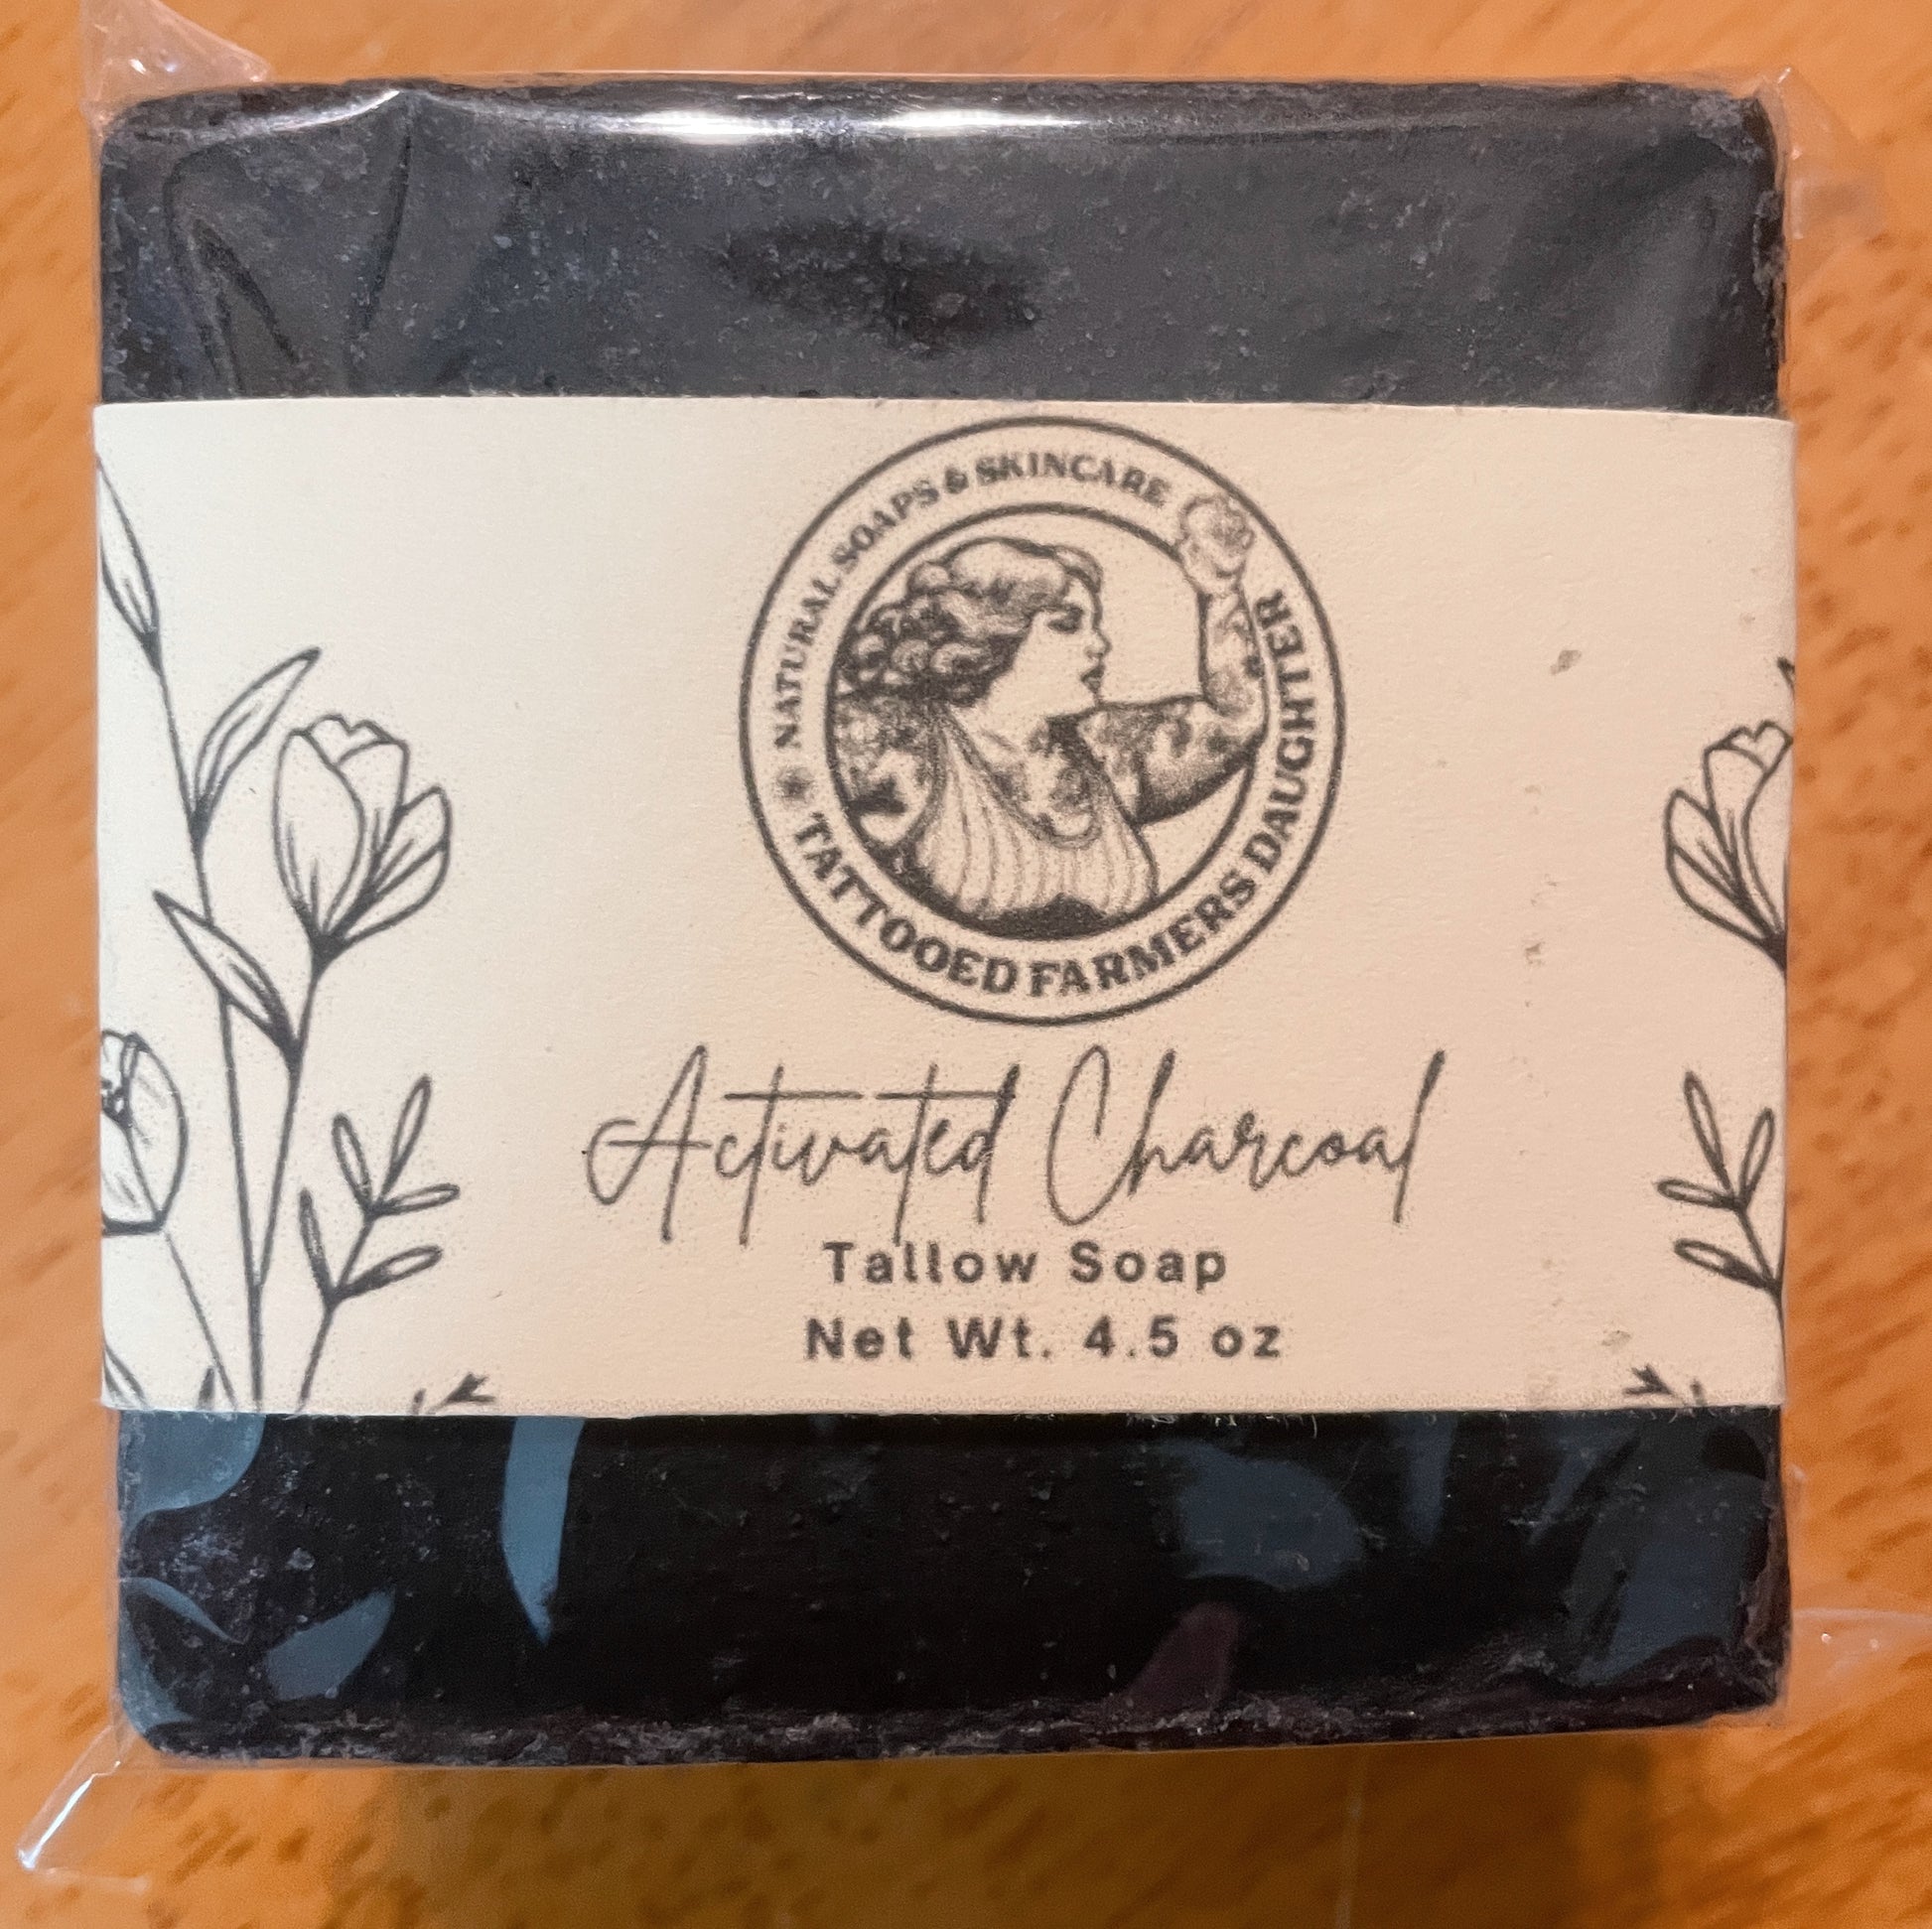 NATURAL SOAPS & SKINCARE
TATTOOED FARMERS DAUGHTER
Activated Charcoal
Tallow Soap
Net Wt. 4.5 oz